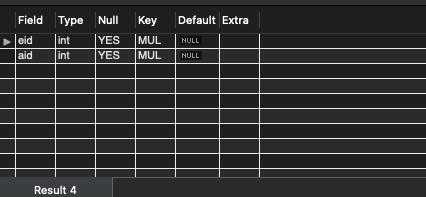 Field Type Null Key Default Extra
eid int YES MUL NULL
aid int YES MUL NULL
Result 4